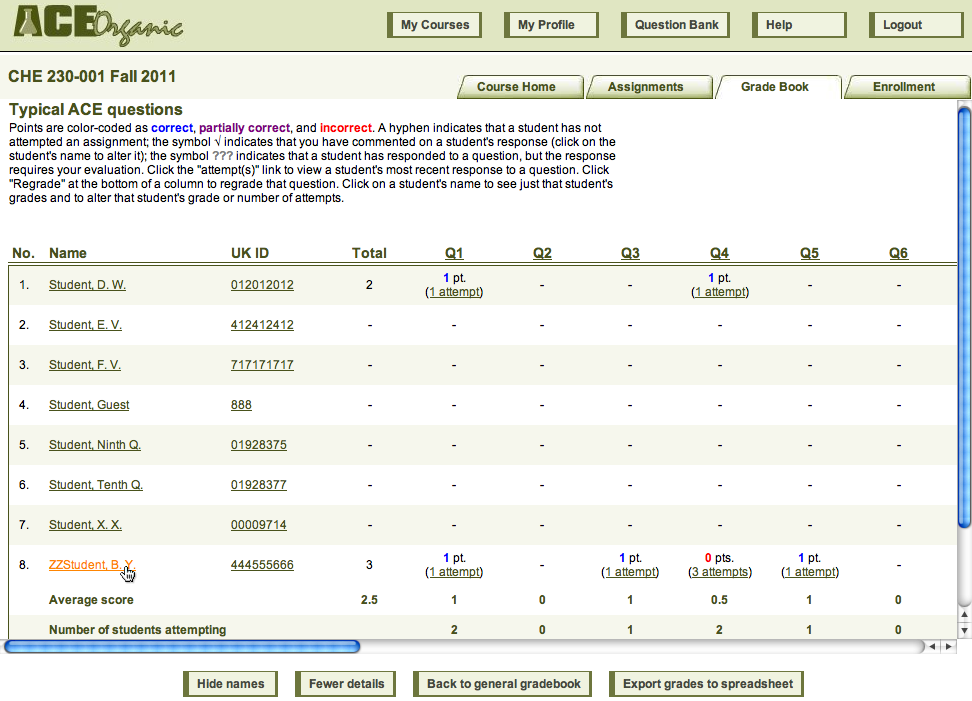 ACE Organic
My Courses My Profile Question Bank Help Logout
CHE 230-001 Fall 2011
Course Home Assignments Grade Book Enrollment
Typical ACE questions
Points are color-coded as correct, partially correct, and incorrect. A hyphen indicates that a student has not
attempted an assignment; the symbol √ indicates that you have commented on a student's response (click on the
student's name to alter it); the symbol ??? indicates that a student has responded to a question, but the response
requires your evaluation. Click the "attempt(s)" link to view a student's most recent response to a question. Click
"Regrade" at the bottom of a column to regrade that question. Click on a student's name to see just that student's
grades and to alter that student's grade or number of attempts.
No. Name UK ID Total Q1 Q2 Q3 Q4 Q5 Q6
1. Student, D. W. 012012012 2 1 pt. (1 attempt) - - 1 pt. (1 attempt) - -
2. Student, E. V. 412412412 - - - - - - -
3. Student, F. V. 717171717 - - - - - - -
4. Student, Guest 888 - - - - - - -
5. Student, Ninth Q. 01928375 - - - - - - -
6. Student, Tenth Q. 01928377 - - - - - - -
7. Student, X. X. 00009714 - - - - - - -
8. ZZStudent, B. Y. 444555666 3 1 pt. (1 attempt) - 1 pt. (1 attempt) 0 pts. (3 attempts) 1 pt. (1 attempt) -
Average score 2.5 1 0 1 0.5 1 0
Number of students attempting 2 0 1 2 1 0
Hide names Fewer details Back to general gradebook Export grades to spreadsheet